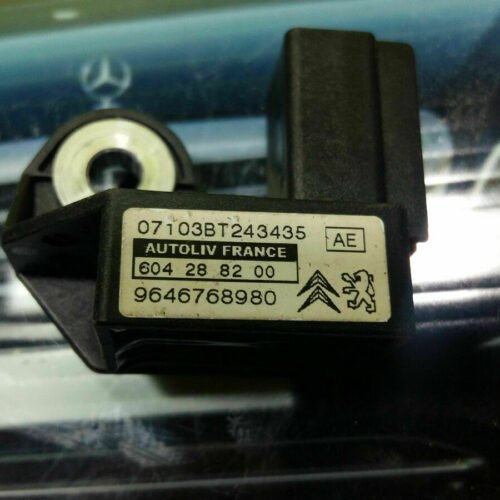 07103BT243435
AE
AUTOLIV FRANCE
604 28 82 00
9646768980